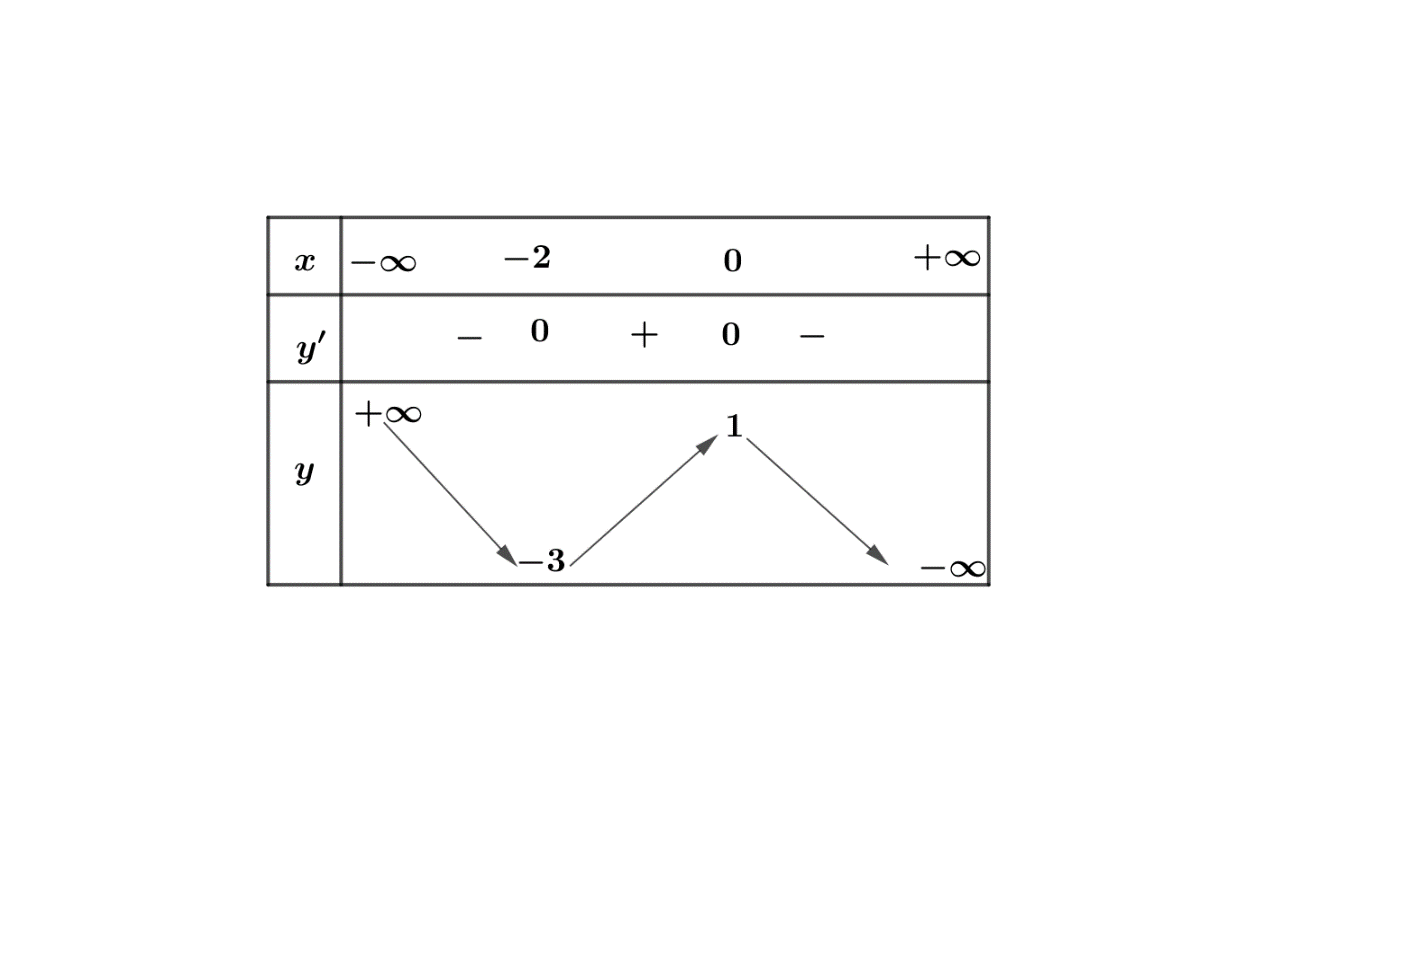 x −∞ −2 0 +∞
y′ − 0 + 0 −
+∞ 1
y
−3 −∞